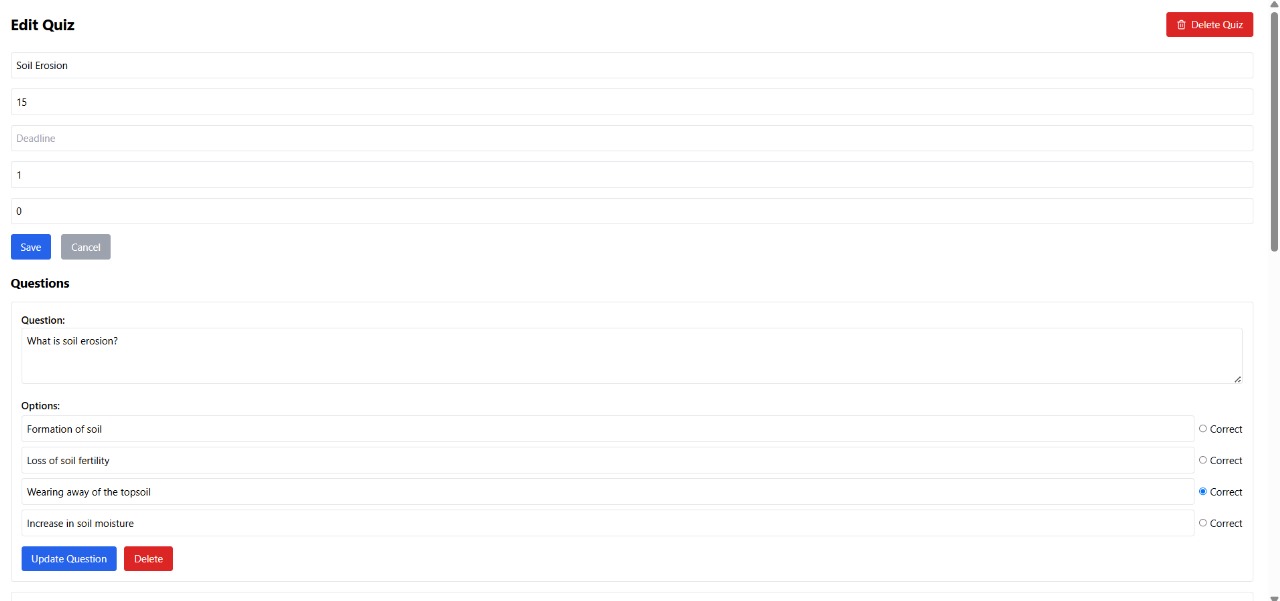 Edit Quiz
Delete Quiz
Soil Erosion
15
Deadline
1
0
Save
Cancel
Questions
Question:
What is soil erosion?
Options:
Formation of soil
Correct
Loss of soil fertility
Correct
Wearing away of the topsoil
Correct
Increase in soil moisture
Correct
Update Question
Delete